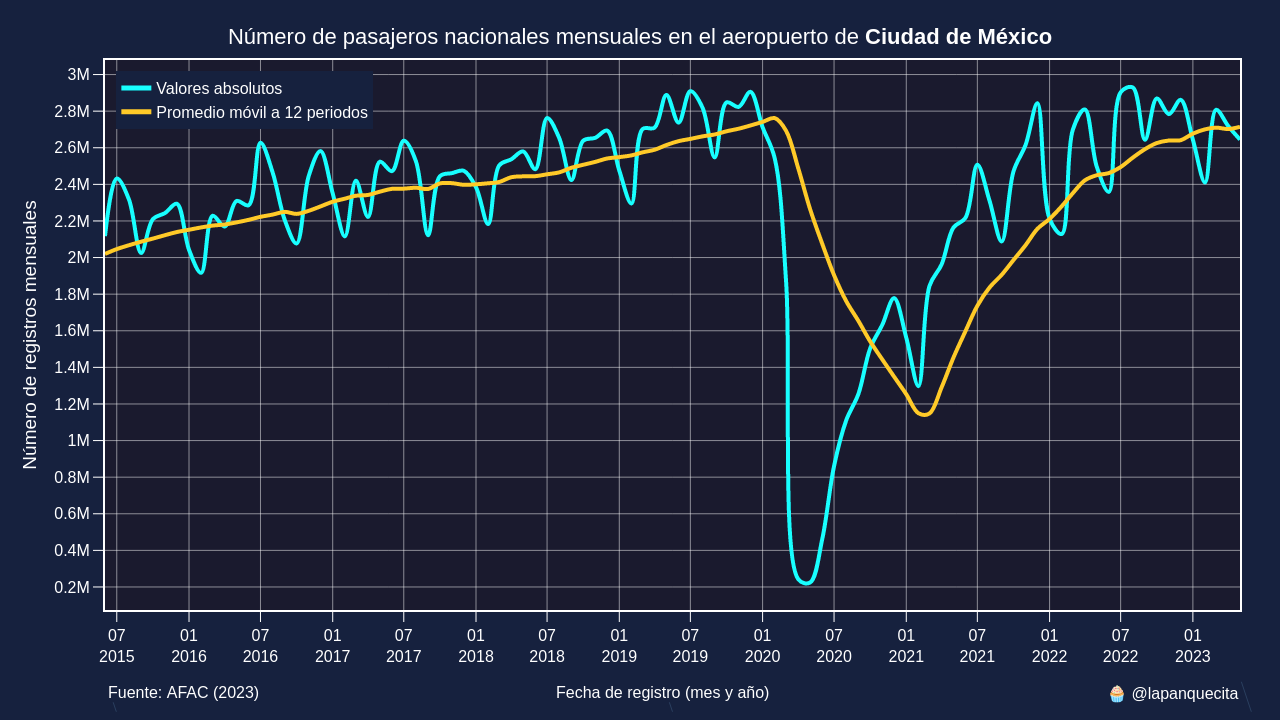 Número de pasajeros nacionales mensuales en el aeropuerto de Ciudad de México
Valores absolutos
Promedio móvil a 12 periodos
Número de registros mensuales
3M
2.8M
2.6M
2.4M
2.2M
2M
1.8M
1.6M
1.4M
1.2M
1M
0.8M
0.6M
0.4M
0.2M
07 01 07 01 07 01 07 01 07 01 07 01 07 01 07 01
2015 2016 2016 2017 2017 2018 2018 2019 2019 2020 2020 2021 2021 2022 2022 2023
Fuente: AFAC (2023)
Fecha de registro (mes y año)
🧁 @lapanquecita